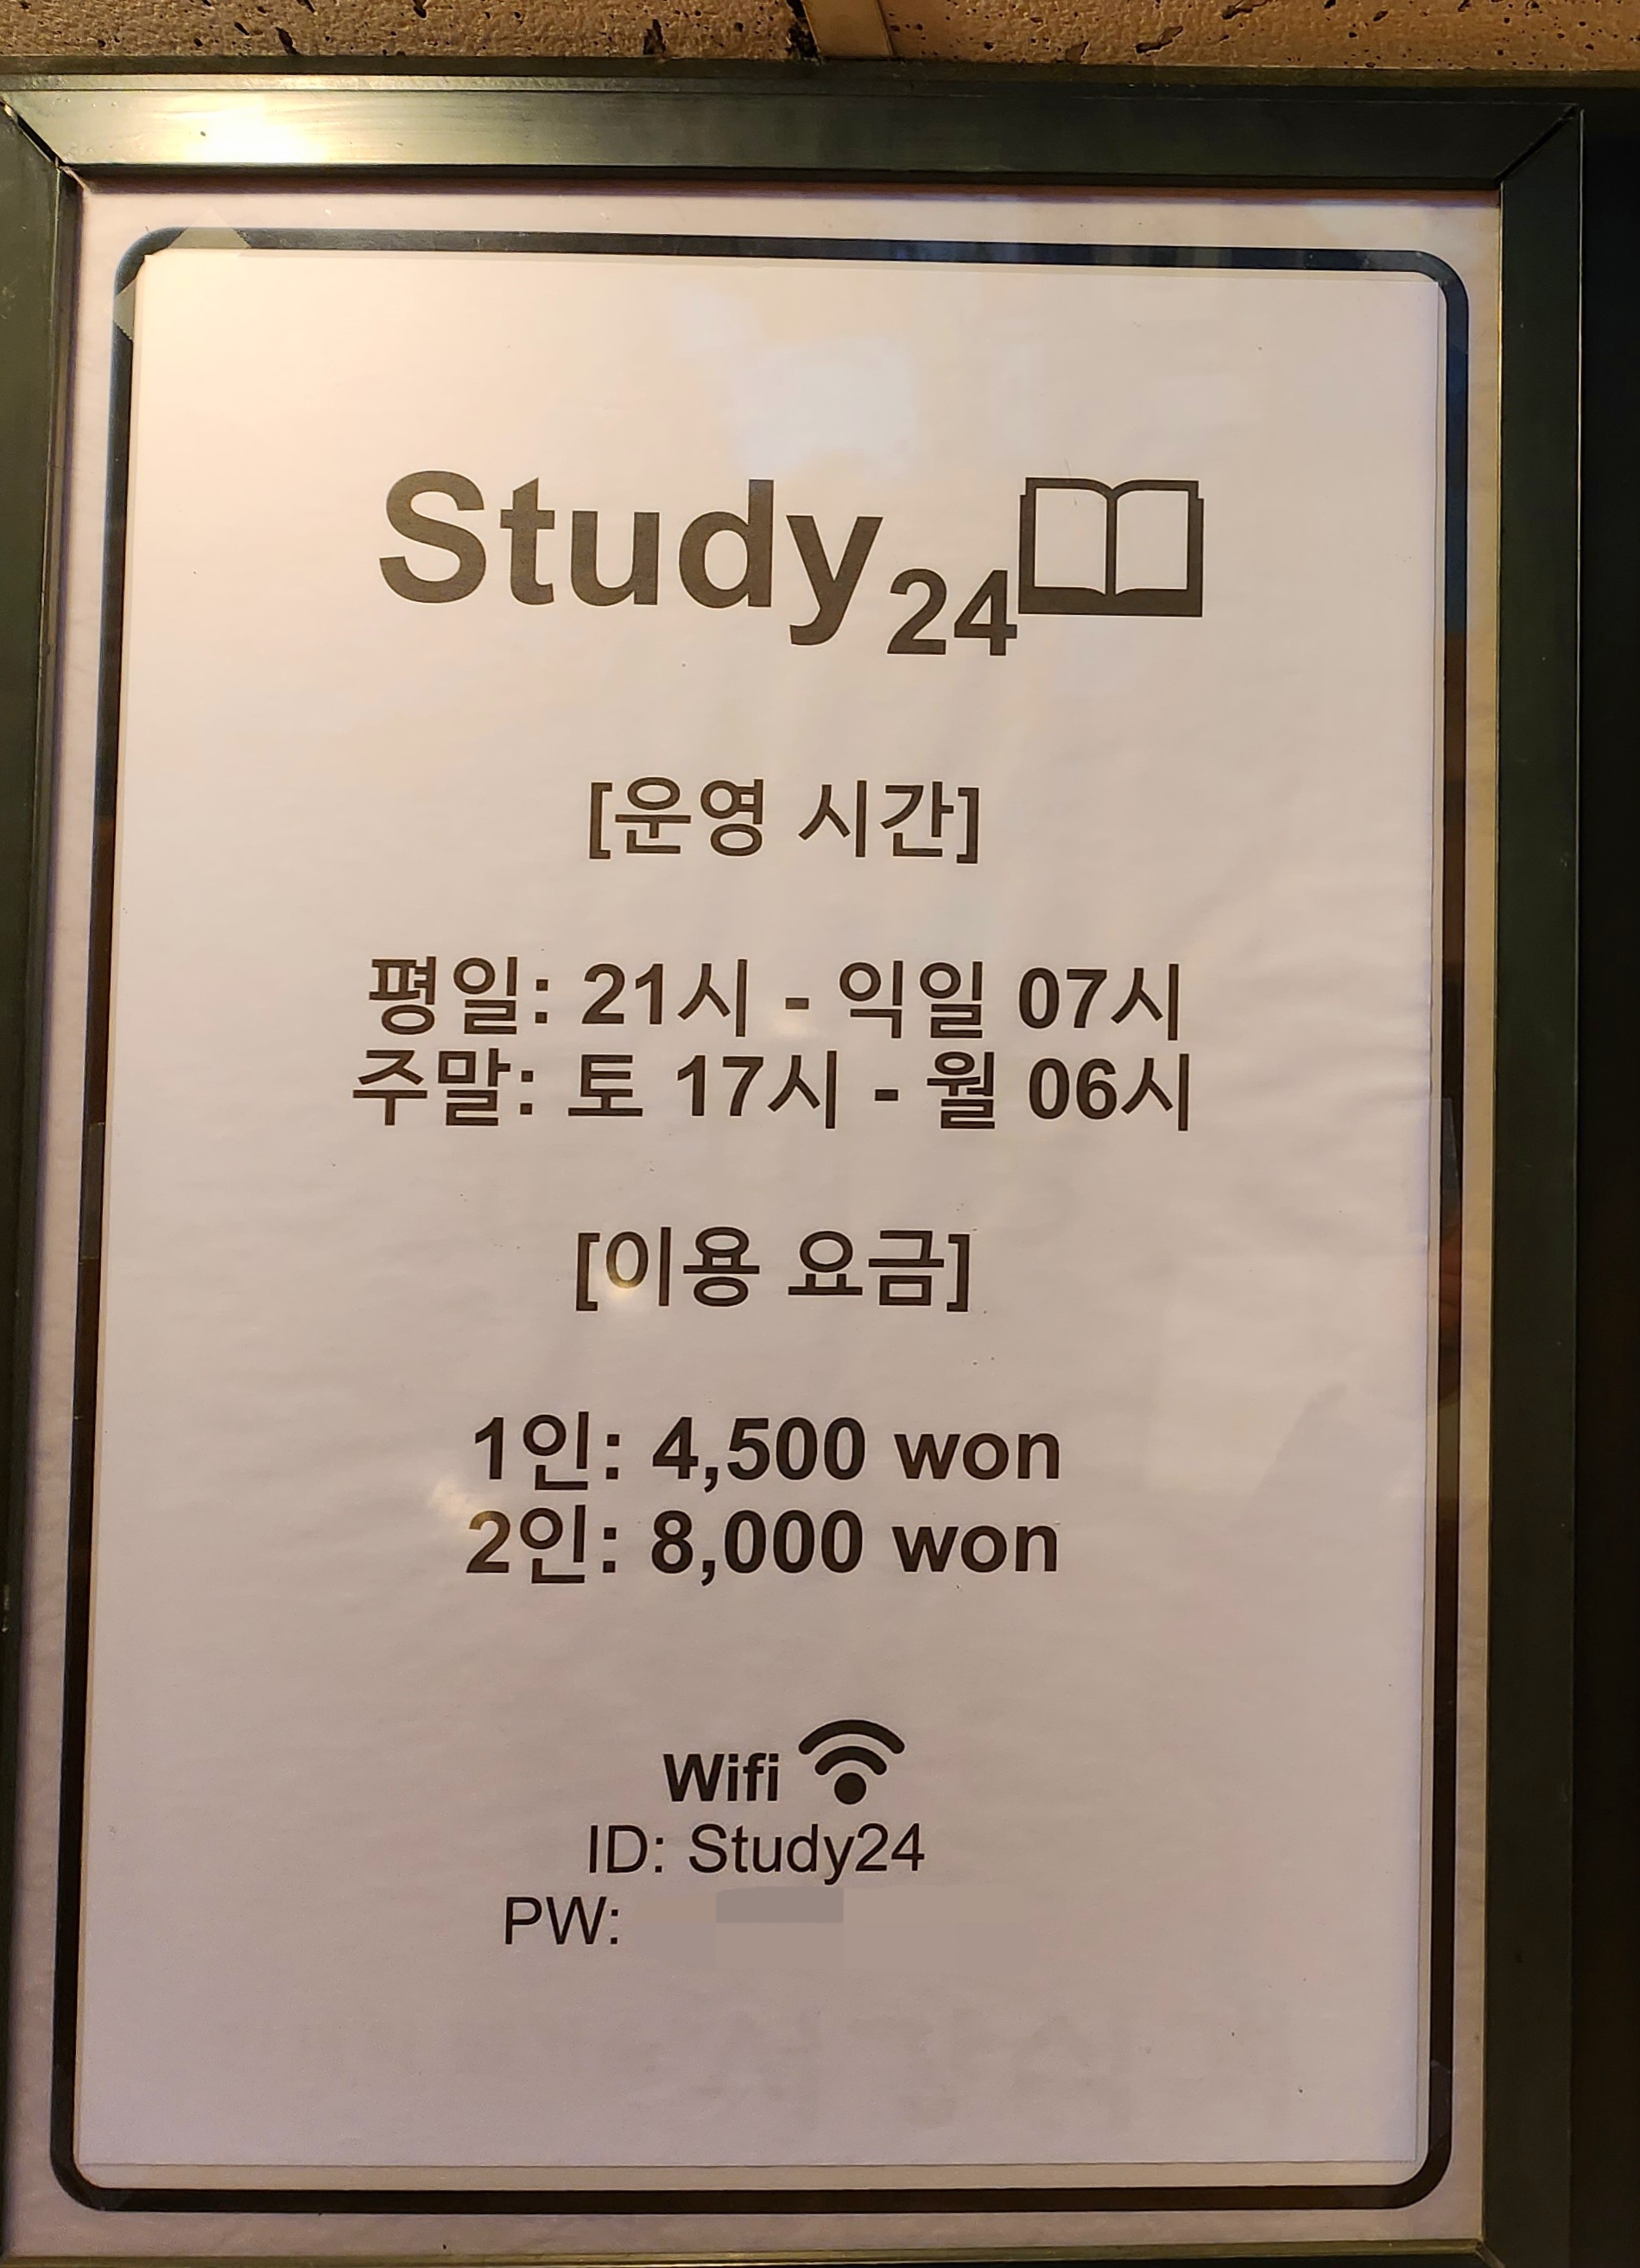 Study24
[운영 시간]
평일: 21시 - 익일 07시
주말: 토 17시 - 월 06시
[이용 요금]
1인: 4,500 won
2인: 8,000 won
Wifi
ID: Study24
PW: